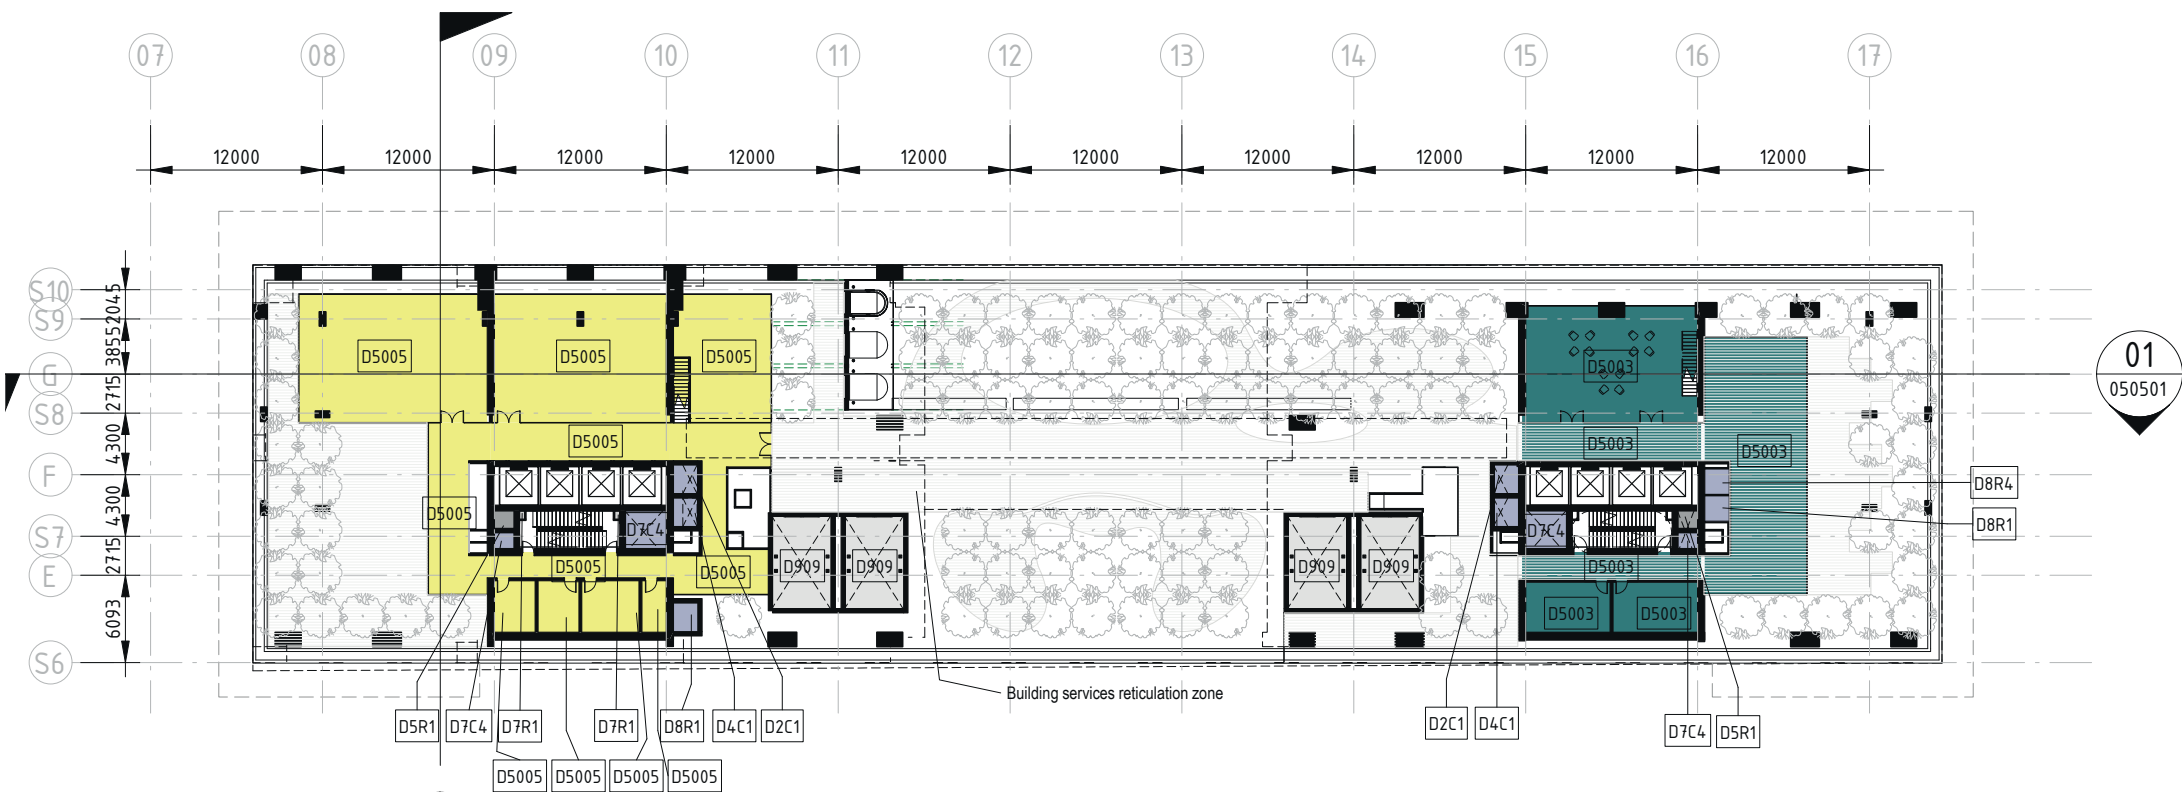 07 08 09 10 11 12 13 14 15 16 17
12000 12000 12000 12000 12000 12000 12000 12000 12000 12000
S10
S9
G
S8
F
S7
E
S6
2045
3855
2715
4300
4300
2715
6093
D5005 D5005 D5005 D5003
01
050501
D5005 D5003 D5003
D5005 D7C4 D7C4 D8R4
D8R1
D5005 D5005 D909 D909 D909 D909 D5003
D5003 D5003
Building services reticulation zone
D5R1 D7C4 D7R1 D7R1 D8R1 D4C1 D2C1 D2C1 D4C1 D7C4 D5R1
D5005 D5005 D5005 D5005